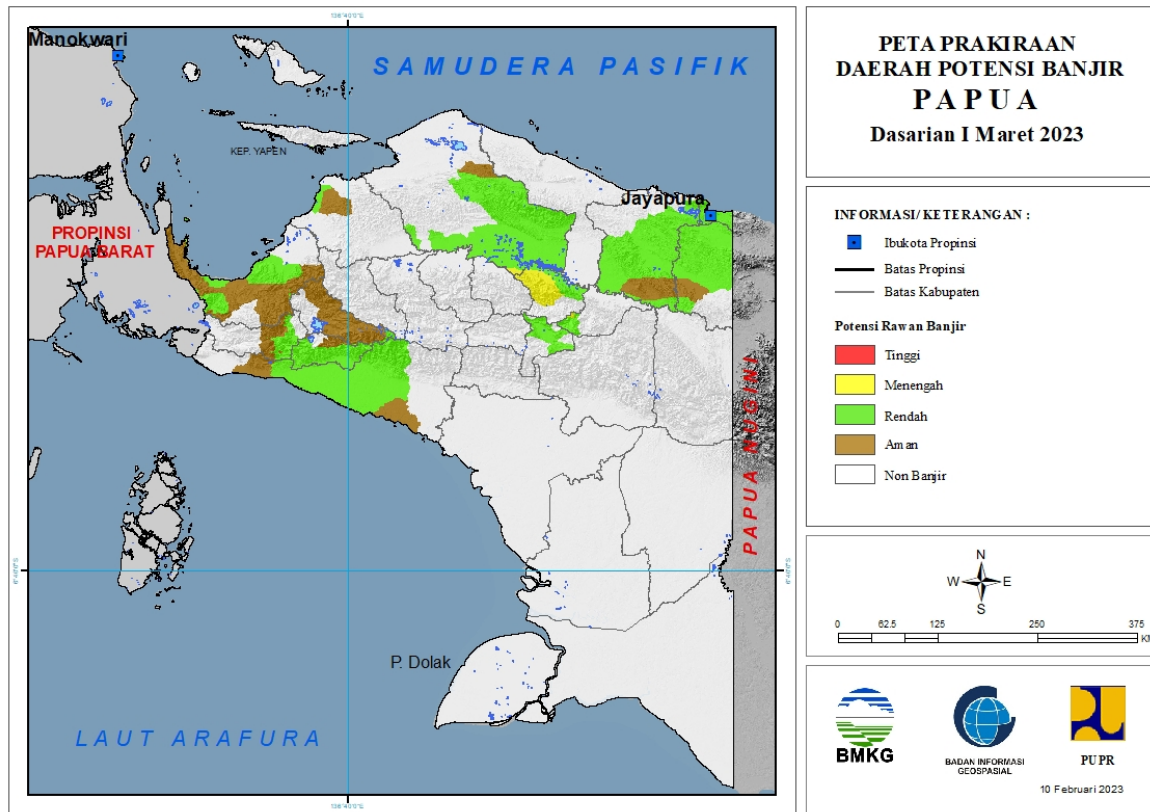 PETA PRAKIRAAN
DAERAH POTENSI BANJIR
P A P U A
Dasarian I Maret 2023
INFORMASI/ KETERANGAN :
Ibukota Propinsi
Batas Propinsi
Batas Kabupaten
Potensi Rawan Banjir
Tinggi
Menengah
Rendah
Aman
Non Banjir
N
W E
S
0 62.5 125 250 375
KM
BMKG
BADAN INFORMASI
GEOSPASIAL
PUPR
10 Februari 2023
Manokwari
SAMUDERA PASIFIK
KEP. YAPEN
Jayapura
PROPINSI
PAPUA BARAT
PAPUA NUGINI
P. Dolak
LAUT ARAFURA